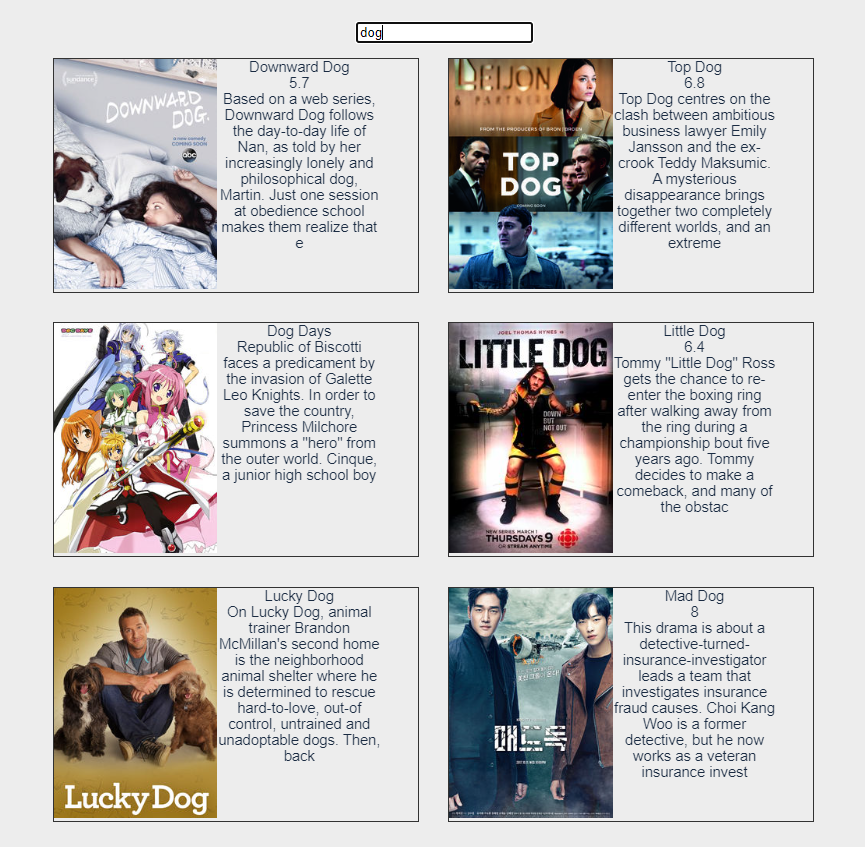 dog
(sundance)
DOWNWARD
DOG.
a new comedy
COMING SOON
abc
Downward Dog
5.7
Based on a web series,
Downward Dog follows
the day-to-day life of
Nan, as told by her
increasingly lonely and
philosophical dog,
Martin. Just one session
at obedience school
makes them realize that
e
LEIJON
& PARTNERS
FROM THE PRODUCERS OF BRON/BROEN
TOP
DOG
COMING SOON
Top Dog
6.8
Top Dog centres on the
clash between ambitious
business lawyer Emily
Jansson and the ex-
crook Teddy Maksumic.
A mysterious
disappearance brings
together two completely
different worlds, and an
extreme
DOG DAYS
Dog Days
Republic of Biscotti
faces a predicament by
the invasion of Galette
Leo Knights. In order to
save the country,
Princess Milchore
summons a "hero" from
the outer world. Cinque,
a junior high school boy
JOEL THOMAS HYNES IS
LITTLE DOG
DOWN
BUT
NOT OUT
NEW SERIES MARCH 1
THURSDAYS 9
OR STREAM ANYTIME
Little Dog
6.4
Tommy "Little Dog" Ross
gets the chance to re-
enter the boxing ring
after walking away from
the ring during a
championship bout five
years ago. Tommy
decides to make a
comeback, and many of
the obstac
Lucky Dog
Lucky Dog
On Lucky Dog, animal
trainer Brandon
McMillan's second home
is the neighborhood
animal shelter where he
is determined to rescue
hard-to-love, out-of
control, untrained and
unadoptable dogs. Then,
back
매드독
Mad Dog
8
This drama is about a
detective-turned-
insurance-investigator
leads a team that
investigates insurance
fraud causes. Choi Kang
Woo is a former
detective, but he now
works as a veteran
insurance invest